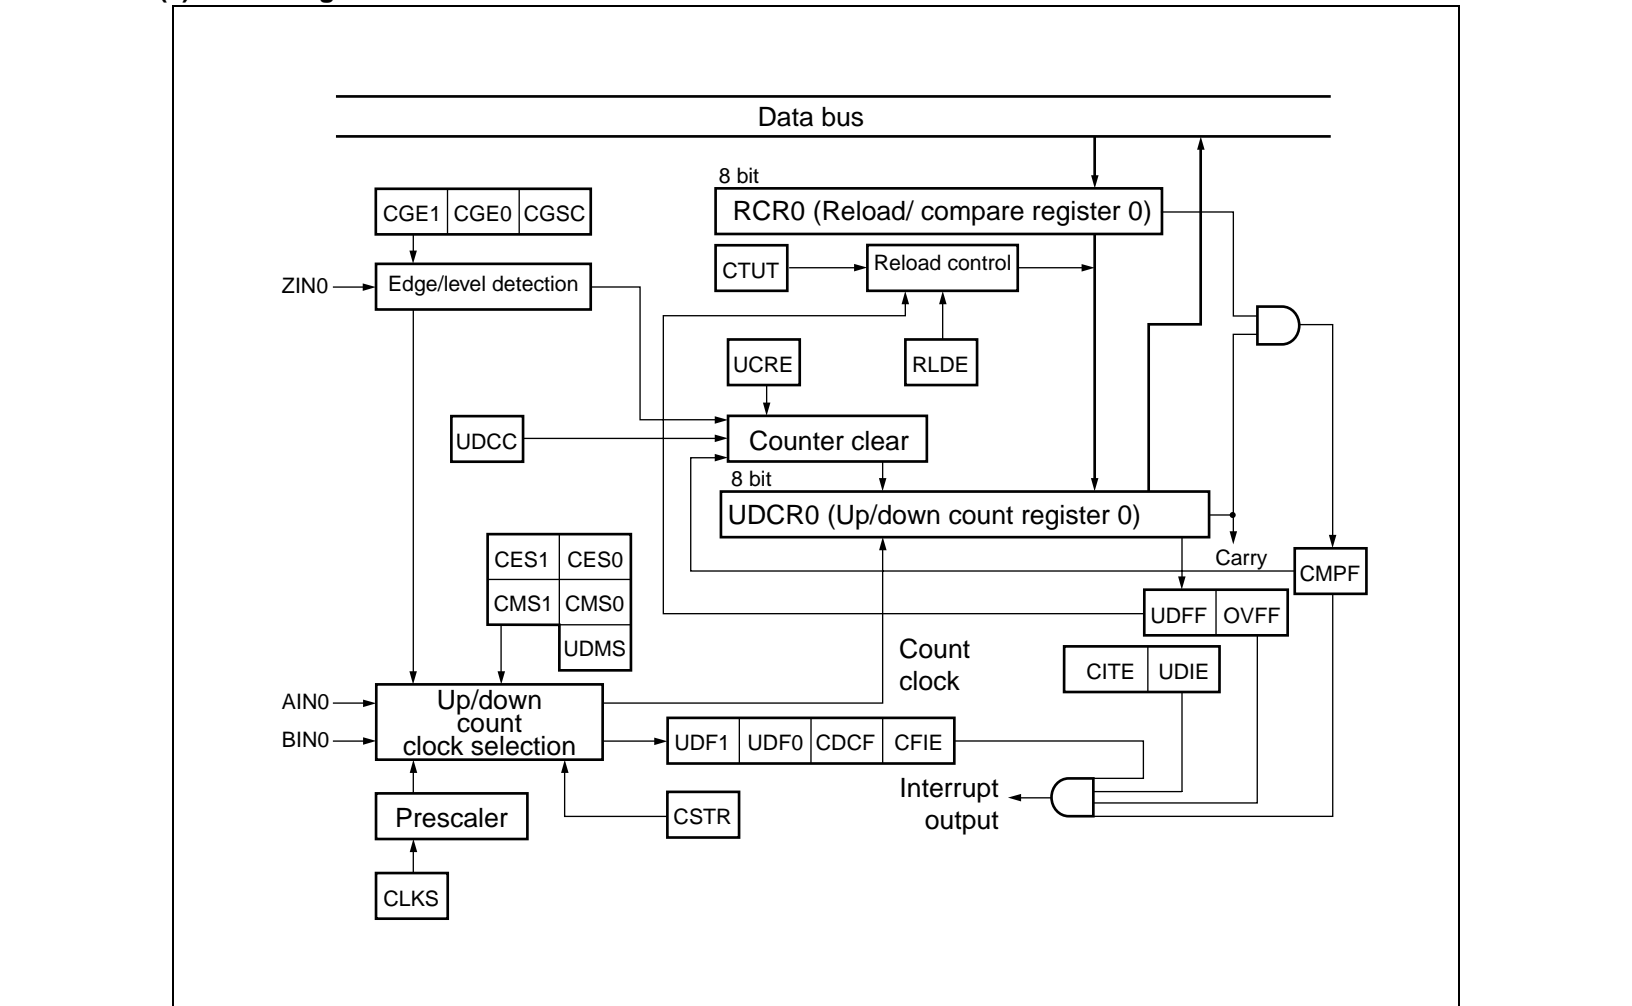 Data bus
8 bit
CGE1 CGE0 CGSC
RCR0 (Reload/ compare register 0)
CTUT
Reload control
ZIN0
Edge/level detection
UCRE
RLDE
UDCC
Counter clear
8 bit
UDCR0 (Up/down count register 0)
CES1 CES0
Carry
CMPF
CMS1 CMS0
UDFF OVFF
UDMS
Count
clock
CITE UDIE
AIN0
BIN0
Up/down
count
clock selection
UDF1 UDF0 CDCF CFIE
Interrupt
output
Prescaler
CSTR
CLKS